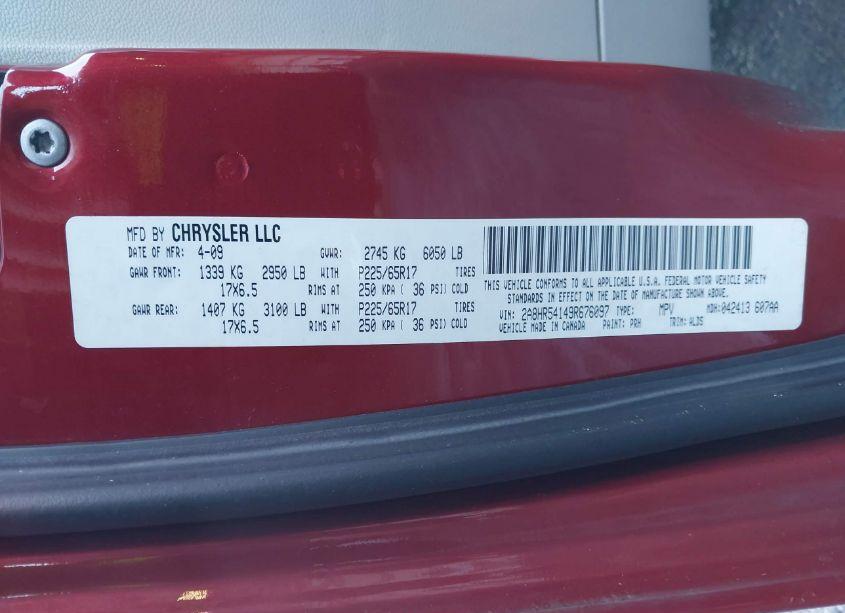 MFD BY CHRYSLER LLC
DATE OF MFR: 4-09 GVWR: 2745 KG 6050 LB
GAWR FRONT: 1339 KG 2950 LB WITH P225/65R17 TIRES
17X6.5 RIMS AT 250 KPA ( 36 PSI) COLD
GAWR REAR: 1407 KG 3100 LB WITH P225/65R17 TIRES
17X6.5 RIMS AT 250 KPA ( 36 PSI) COLD
THIS VEHICLE CONFORMS TO ALL APPLICABLE U.S.A. FEDERAL MOTOR VEHICLE SAFETY
STANDARDS IN EFFECT ON THE DATE OF MANUFACTURE SHOWN ABOVE.
VIN: 2A8HR54149R676097 TYPE: MPV MDH:042413 607AA
VEHICLE MADE IN CANADA PAINT: PRH TRIM: ALDS